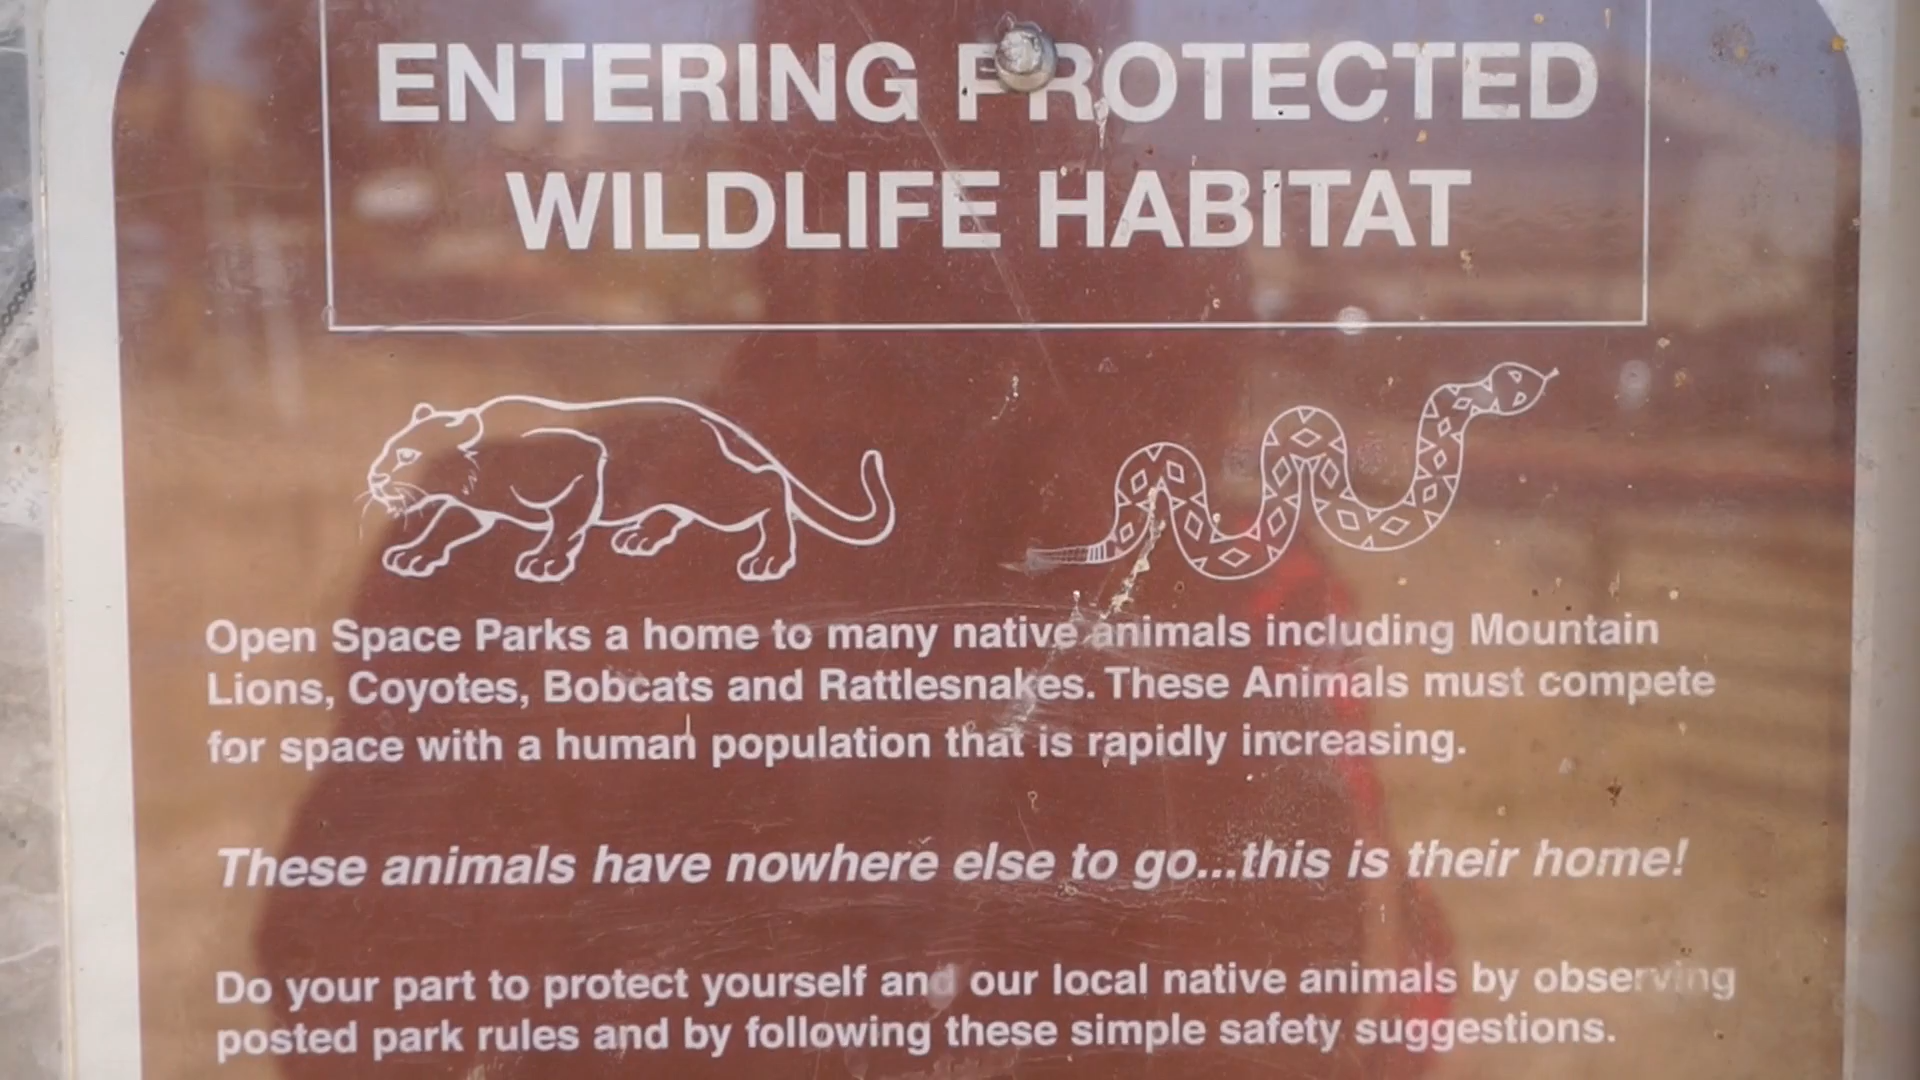 ENTERING PROTECTED
WILDLIFE HABITAT
Open Space Parks a home to many native animals including Mountain
Lions, Coyotes, Bobcats and Rattlesnakes. These Animals must compete
for space with a human population that is rapidly increasing.
These animals have nowhere else to go...this is their home!
Do your part to protect yourself and our local native animals by observing
posted park rules and by following these simple safety suggestions.